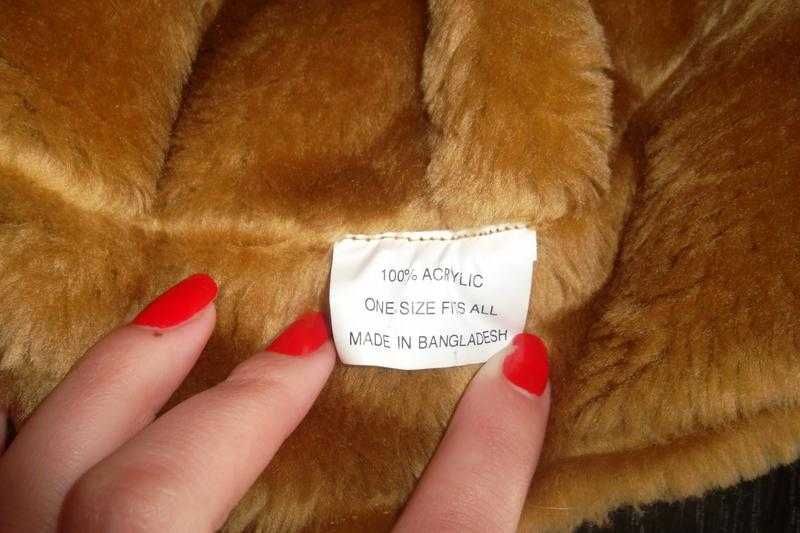 100% ACRYLIC
ONE SIZE FITS ALL
MADE IN BANGLADESH